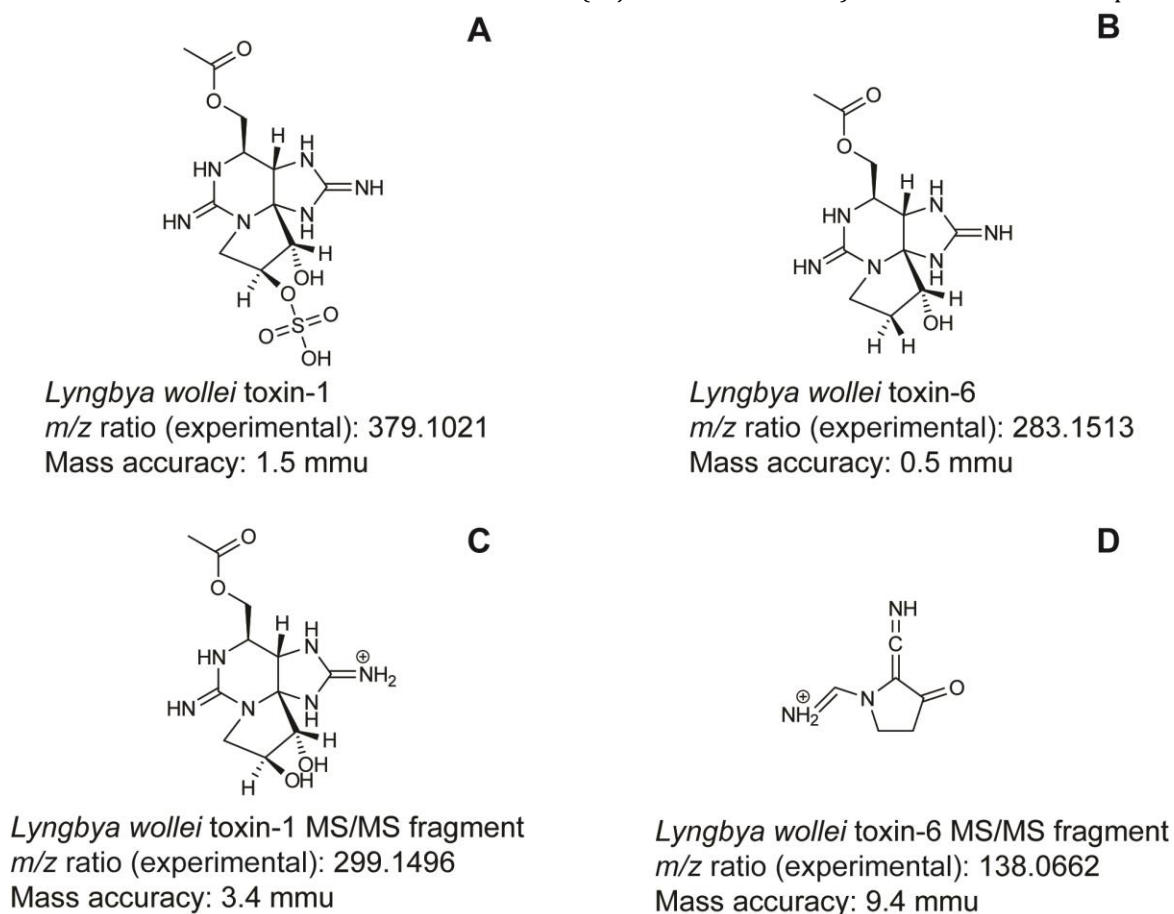 A
B
Lyngbya wollei toxin-1
m/z ratio (experimental): 379.1021
Mass accuracy: 1.5 mmu
Lyngbya wollei toxin-6
m/z ratio (experimental): 283.1513
Mass accuracy: 0.5 mmu
C
D
Lyngbya wollei toxin-1 MS/MS fragment
m/z ratio (experimental): 299.1496
Mass accuracy: 3.4 mmu
Lyngbya wollei toxin-6 MS/MS fragment
m/z ratio (experimental): 138.0662
Mass accuracy: 9.4 mmu